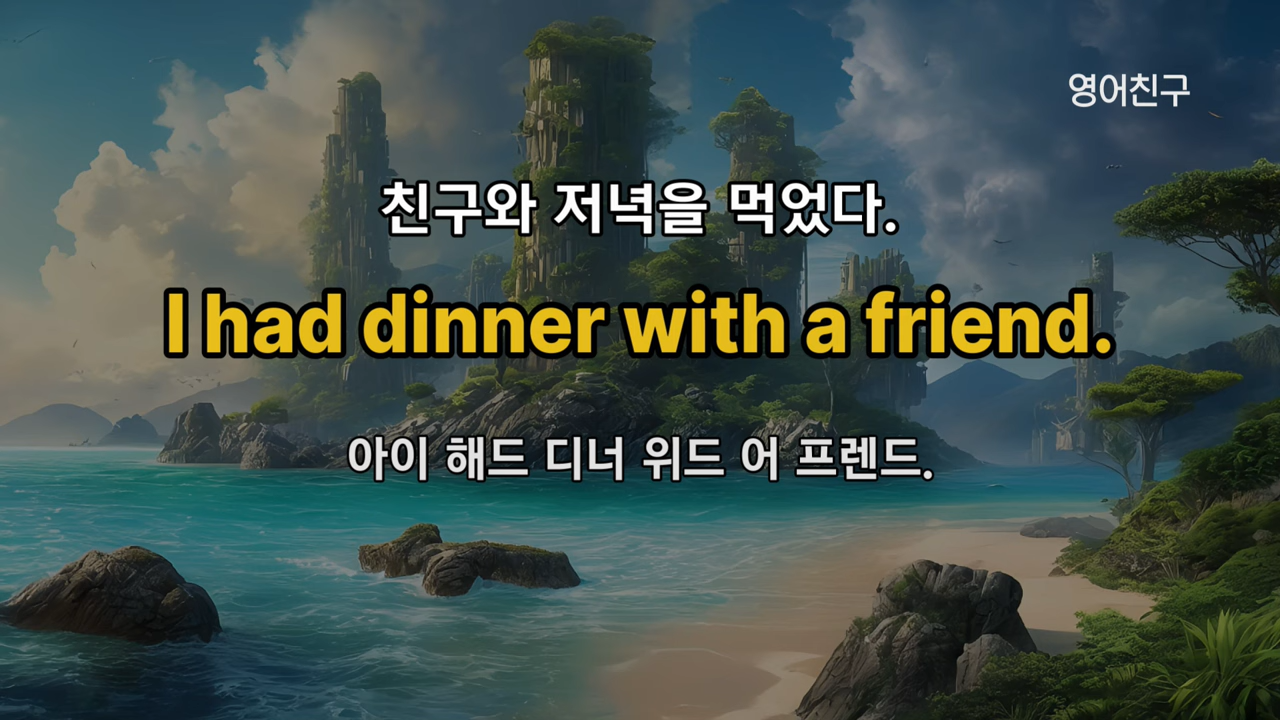 영어친구
친구와 저녁을 먹었다.
I had dinner with a friend.
아이 해드 디너 위드 어 프렌드.